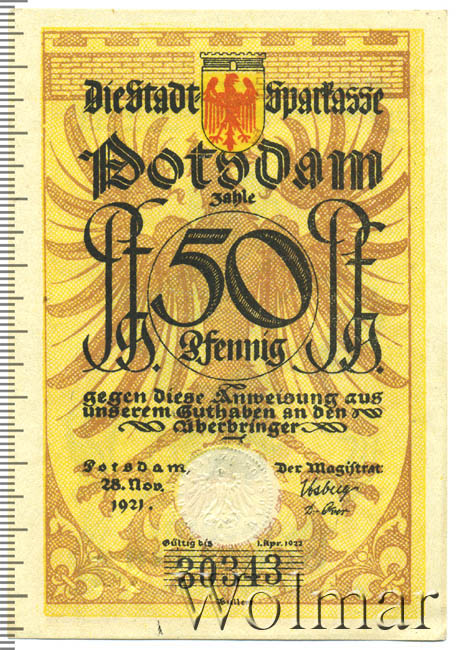 Die Stadt Sparkasse
Potsdam
zahle
Pf. 50 Pf.
Pfennig
gegen diese Anweisung aus
unserem Guthaben an den
Überbringer
Potsdam, Der Magistrat
28. Nov.
1921.
Gültig bis 1. Apr. 1922
30343
Wolmar